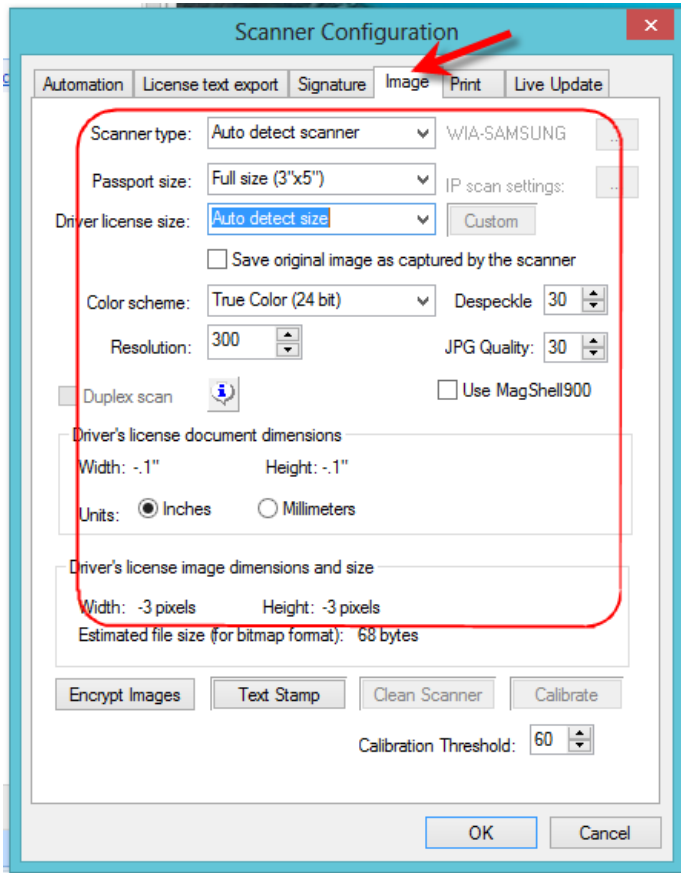 Scanner Configuration
Automation License text export Signature Image Print Live Update
Scanner type: Auto detect scanner WIA-SAMSUNG ...
Passport size: Full size (3"x5") IP scan settings: ...
Driver license size: Auto detect size Custom
Save original image as captured by the scanner
Color scheme: True Color (24 bit) Despeckle 30
Resolution: 300 JPG Quality: 30
Duplex scan Use MagShell900
Driver's license document dimensions
Width: -.1" Height: -.1"
Units: Inches Millimeters
Driver's license image dimensions and size
Width: -3 pixels Height: -3 pixels
Estimated file size (for bitmap format): 68 bytes
Encrypt Images Text Stamp Clean Scanner Calibrate
Calibration Threshold: 60
OK Cancel